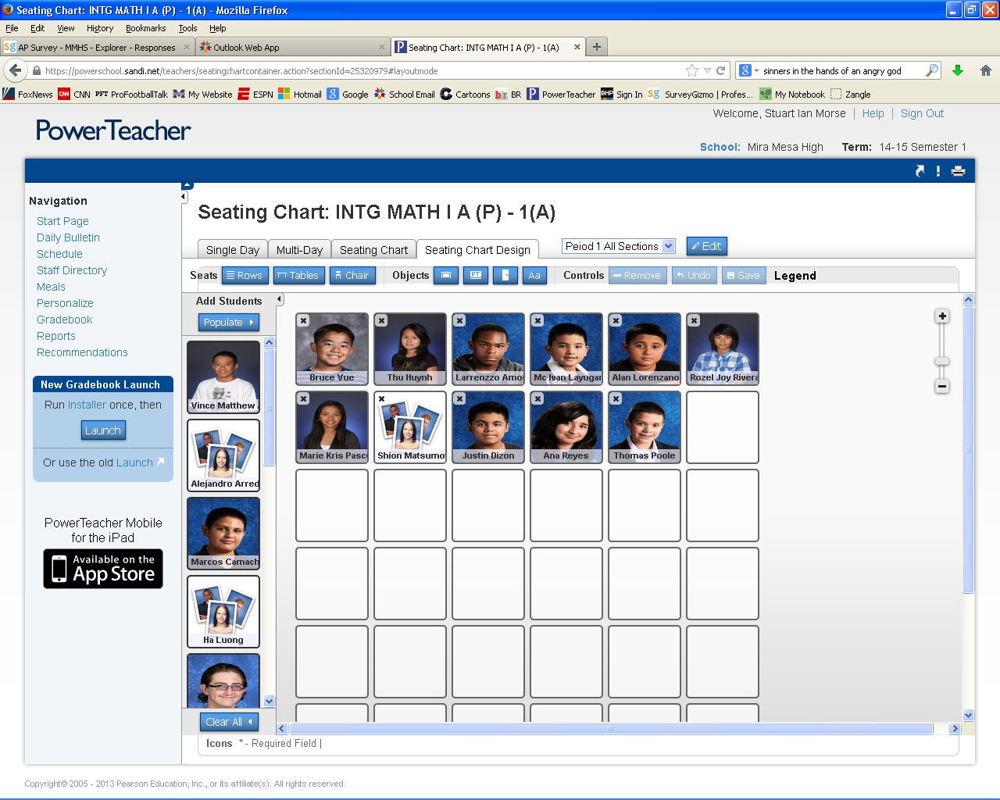 Seating Chart: INTG MATH I A (P) - 1(A) - Mozilla Firefox
File Edit View History Bookmarks Tools Help
AP Survey - MMHS - Explorer - Responses
Outlook Web App
Seating Chart: INTG MATH I A (P) - 1(A)
https://powerschool.sandi.net/teachers/seatingchartcontainer.action?sectionId=25320979#layoutmode
sinners in the hands of an angry god
FoxNews CNN CNN PFT ProFootballTalk My Website ESPN Hotmail Google School Email Cartoons BR PowerTeacher BHP Sign In SurveyGizmo | Profes... My Notebook Zangle
Welcome, Stuart Ian Morse | Help | Sign Out
PowerTeacher
School: Mira Mesa High Term: 14-15 Semester 1
Navigation
Start Page
Daily Bulletin
Schedule
Staff Directory
Meals
Personalize
Gradebook
Reports
Recommendations
New Gradebook Launch
Run Installer once, then
Launch
Or use the old Launch
PowerTeacher Mobile
for the iPad
Available on the
App Store
Seating Chart: INTG MATH I A (P) - 1(A)
Single Day Multi-Day Seating Chart Seating Chart Design Peiod 1 All Sections Edit
Seats Rows Tables Chair Objects PT Aa Controls Remove Undo Save Legend
Add Students
Populate
Vince Matthew
Alejandro Arred
Marcos Camach
Ha Luong
Clear All
Bruce Vue Thu Huynh Larrenzzo Amos Mc Ivan Layugan Alan Lorenzano Rozel Joy Rivera
Marie Kris Pascu Shion Matsumot Justin Dizon Ana Reyes Thomas Poole
Icons * - Required Field |
Copyright© 2005 - 2013 Pearson Education, Inc., or its affiliate(s). All rights reserved.